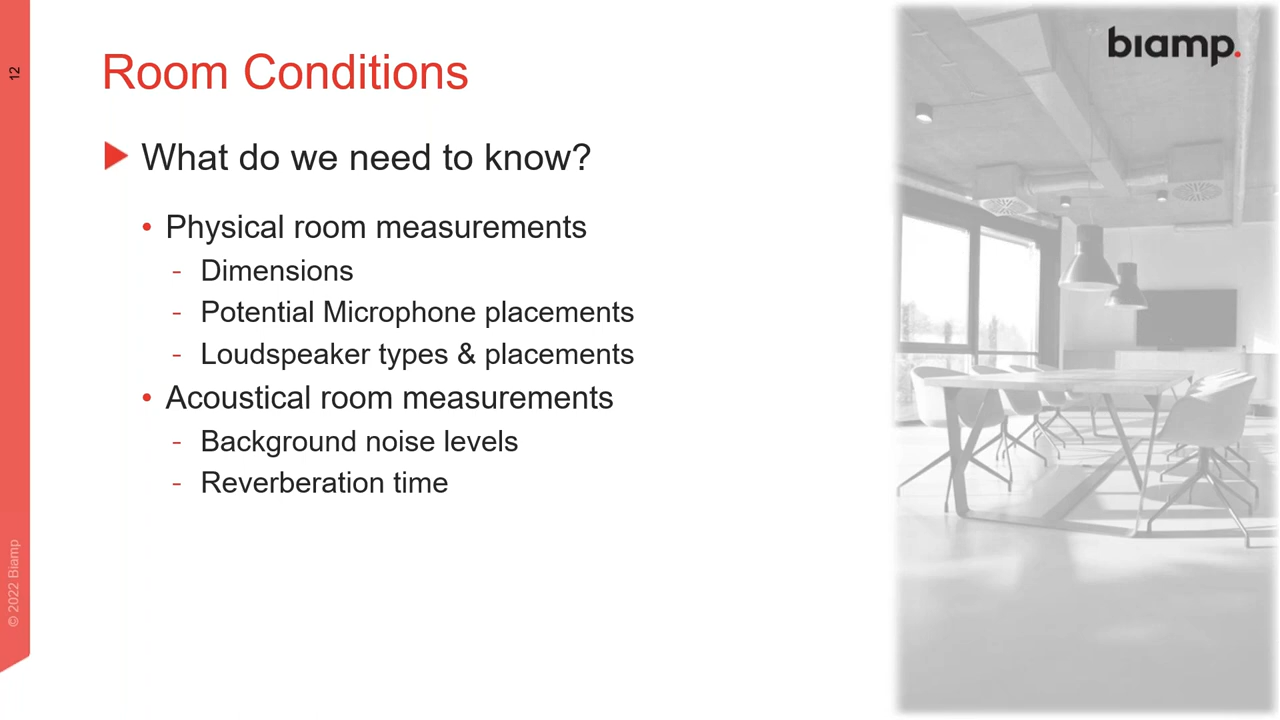 12
Room Conditions
biamp.
What do we need to know?
• Physical room measurements
- Dimensions
- Potential Microphone placements
- Loudspeaker types & placements
• Acoustical room measurements
- Background noise levels
- Reverberation time
© 2022 Biamp